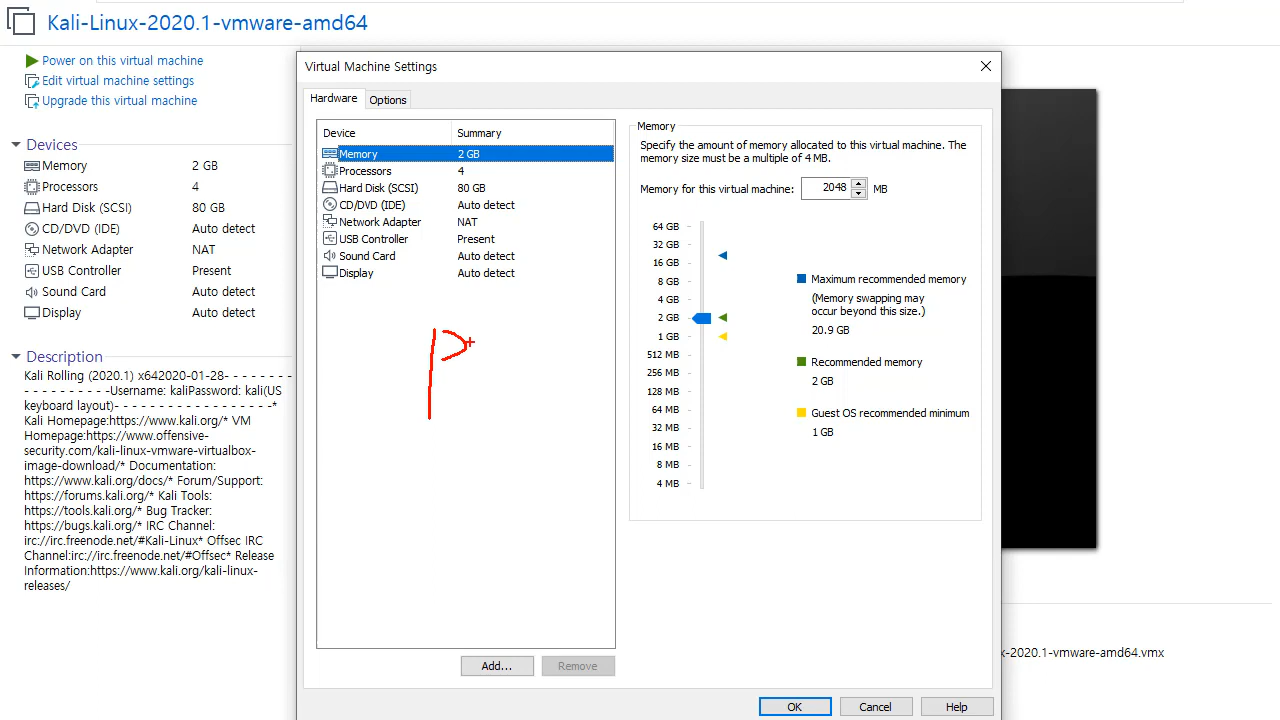 Kali-Linux-2020.1-vmware-amd64
Power on this virtual machine
Edit virtual machine settings
Upgrade this virtual machine
Devices
Memory 2 GB
Processors 4
Hard Disk (SCSI) 80 GB
CD/DVD (IDE) Auto detect
Network Adapter NAT
USB Controller Present
Sound Card Auto detect
Display Auto detect
Description
Kali Rolling (2020.1) x642020-01-28- - - - - - - -
- - - - - - - - - -Username: kaliPassword: kali(US
keyboard layout)- - - - - - - - - - - - - - - - - -*
Kali Homepage:https://www.kali.org/* VM
Homepage:https://www.offensive-
security.com/kali-linux-vmware-virtualbox-
image-download/* Documentation:
https://www.kali.org/docs/* Forum/Support:
https://forums.kali.org/* Kali Tools:
https://tools.kali.org/* Bug Tracker:
https://bugs.kali.org/* IRC Channel:
irc://irc.freenode.net/#Kali-Linux* Offsec IRC
Channel:irc://irc.freenode.net/#Offsec* Release
Information:https://www.kali.org/kali-linux-
releases/
Virtual Machine Settings
Hardware Options
Device Summary
Memory 2 GB
Processors 4
Hard Disk (SCSI) 80 GB
CD/DVD (IDE) Auto detect
Network Adapter NAT
USB Controller Present
Sound Card Auto detect
Display Auto detect
P
Add... Remove
Memory
Specify the amount of memory allocated to this virtual machine. The
memory size must be a multiple of 4 MB.
Memory for this virtual machine: 2048 MB
64 GB
32 GB
16 GB
8 GB
4 GB
2 GB
1 GB
512 MB
256 MB
128 MB
64 MB
32 MB
16 MB
8 MB
4 MB
Maximum recommended memory
(Memory swapping may
occur beyond this size.)
20.9 GB
Recommended memory
2 GB
Guest OS recommended minimum
1 GB
OK Cancel Help
x-2020.1-vmware-amd64.vmx